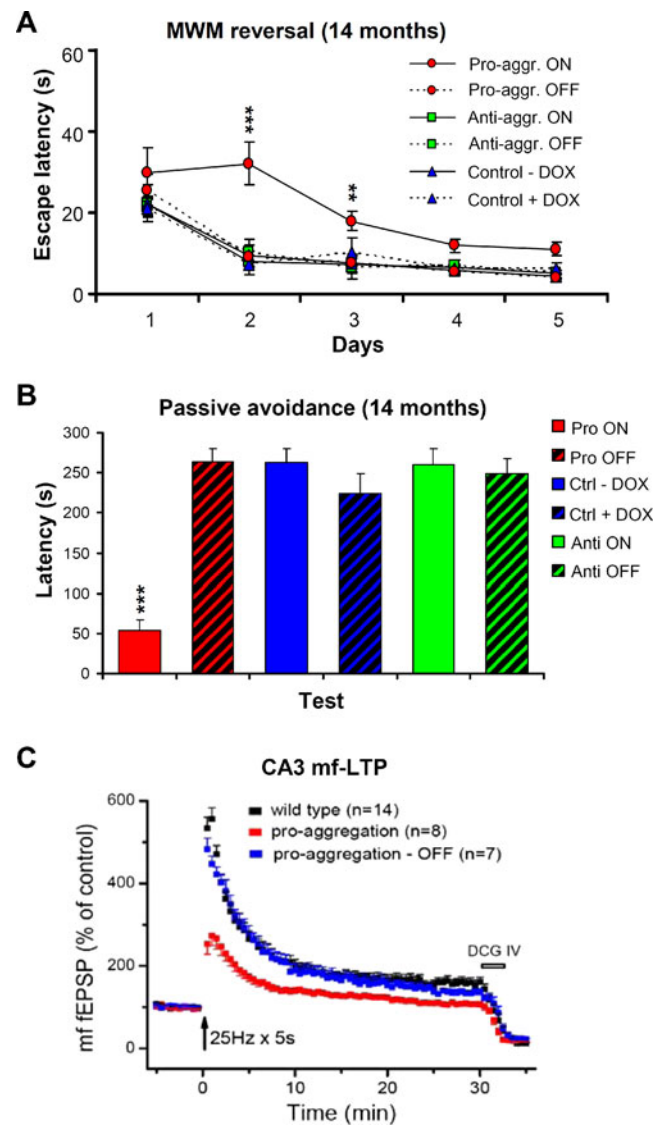 A
MWM reversal (14 months)
Escape latency (s)
60
40
20
0
Pro-aggr. ON
Pro-aggr. OFF
Anti-aggr. ON
Anti-aggr. OFF
Control - DOX
Control + DOX
***
**
1 2 3 4 5
Days
B
Passive avoidance (14 months)
Latency (s)
300
250
200
150
100
50
0
***
Test
Pro ON
Pro OFF
Ctrl - DOX
Ctrl + DOX
Anti ON
Anti OFF
C
CA3 mf-LTP
mf fEPSP (% of control)
600
400
200
0
wild type (n=14)
pro-aggregation (n=8)
pro-aggregation - OFF (n=7)
DCG IV
25Hz x 5s
0 10 20 30
Time (min)